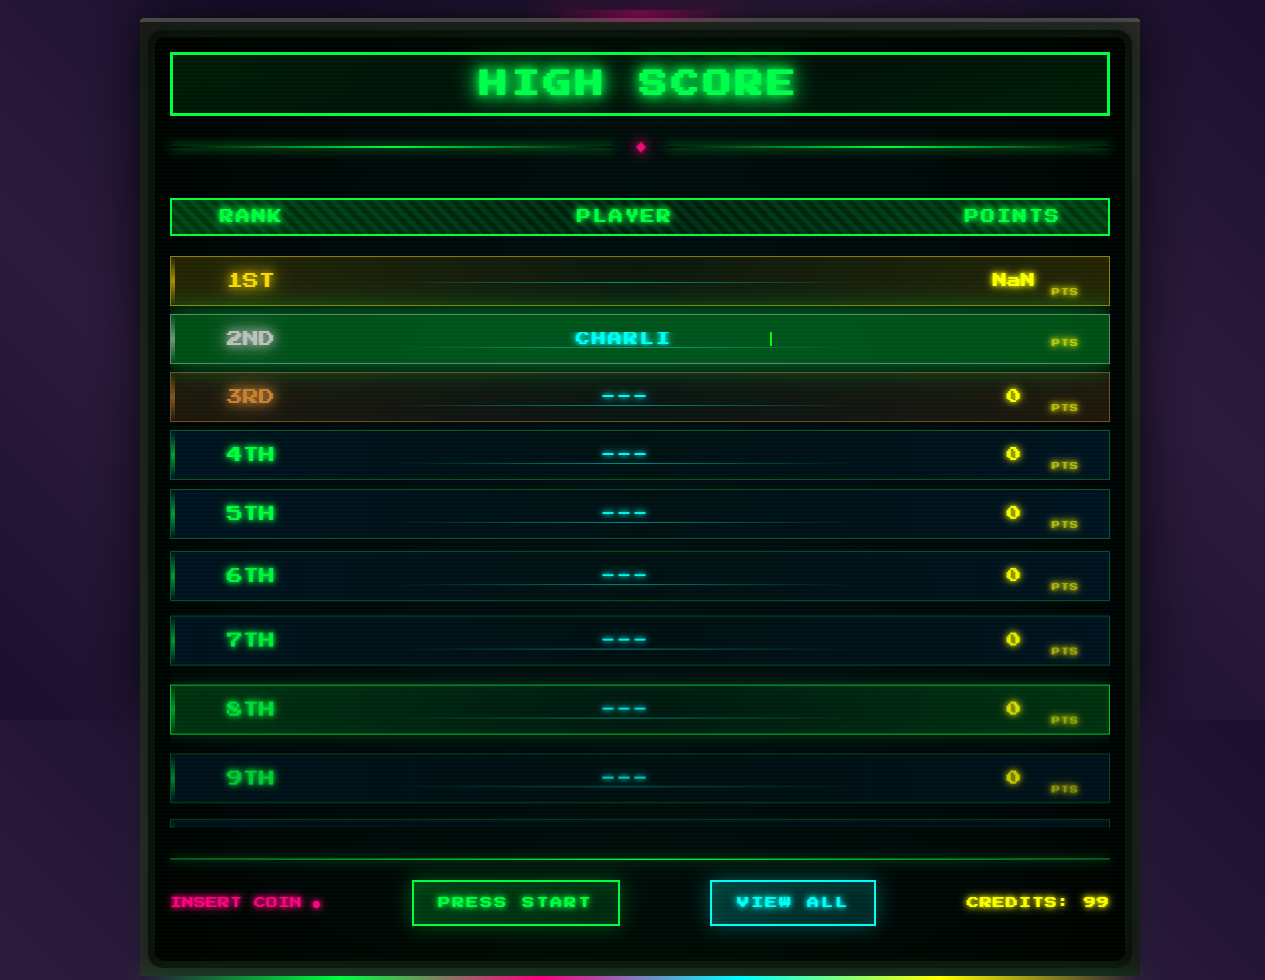 HIGH SCORE
RANK PLAYER POINTS
1ST NaN PTS
2ND CHARLI PTS
3RD --- 0 PTS
4TH --- 0 PTS
5TH --- 0 PTS
6TH --- 0 PTS
7TH --- 0 PTS
8TH --- 0 PTS
9TH --- 0 PTS
INSERT COIN ● PRESS START VIEW ALL CREDITS: 99